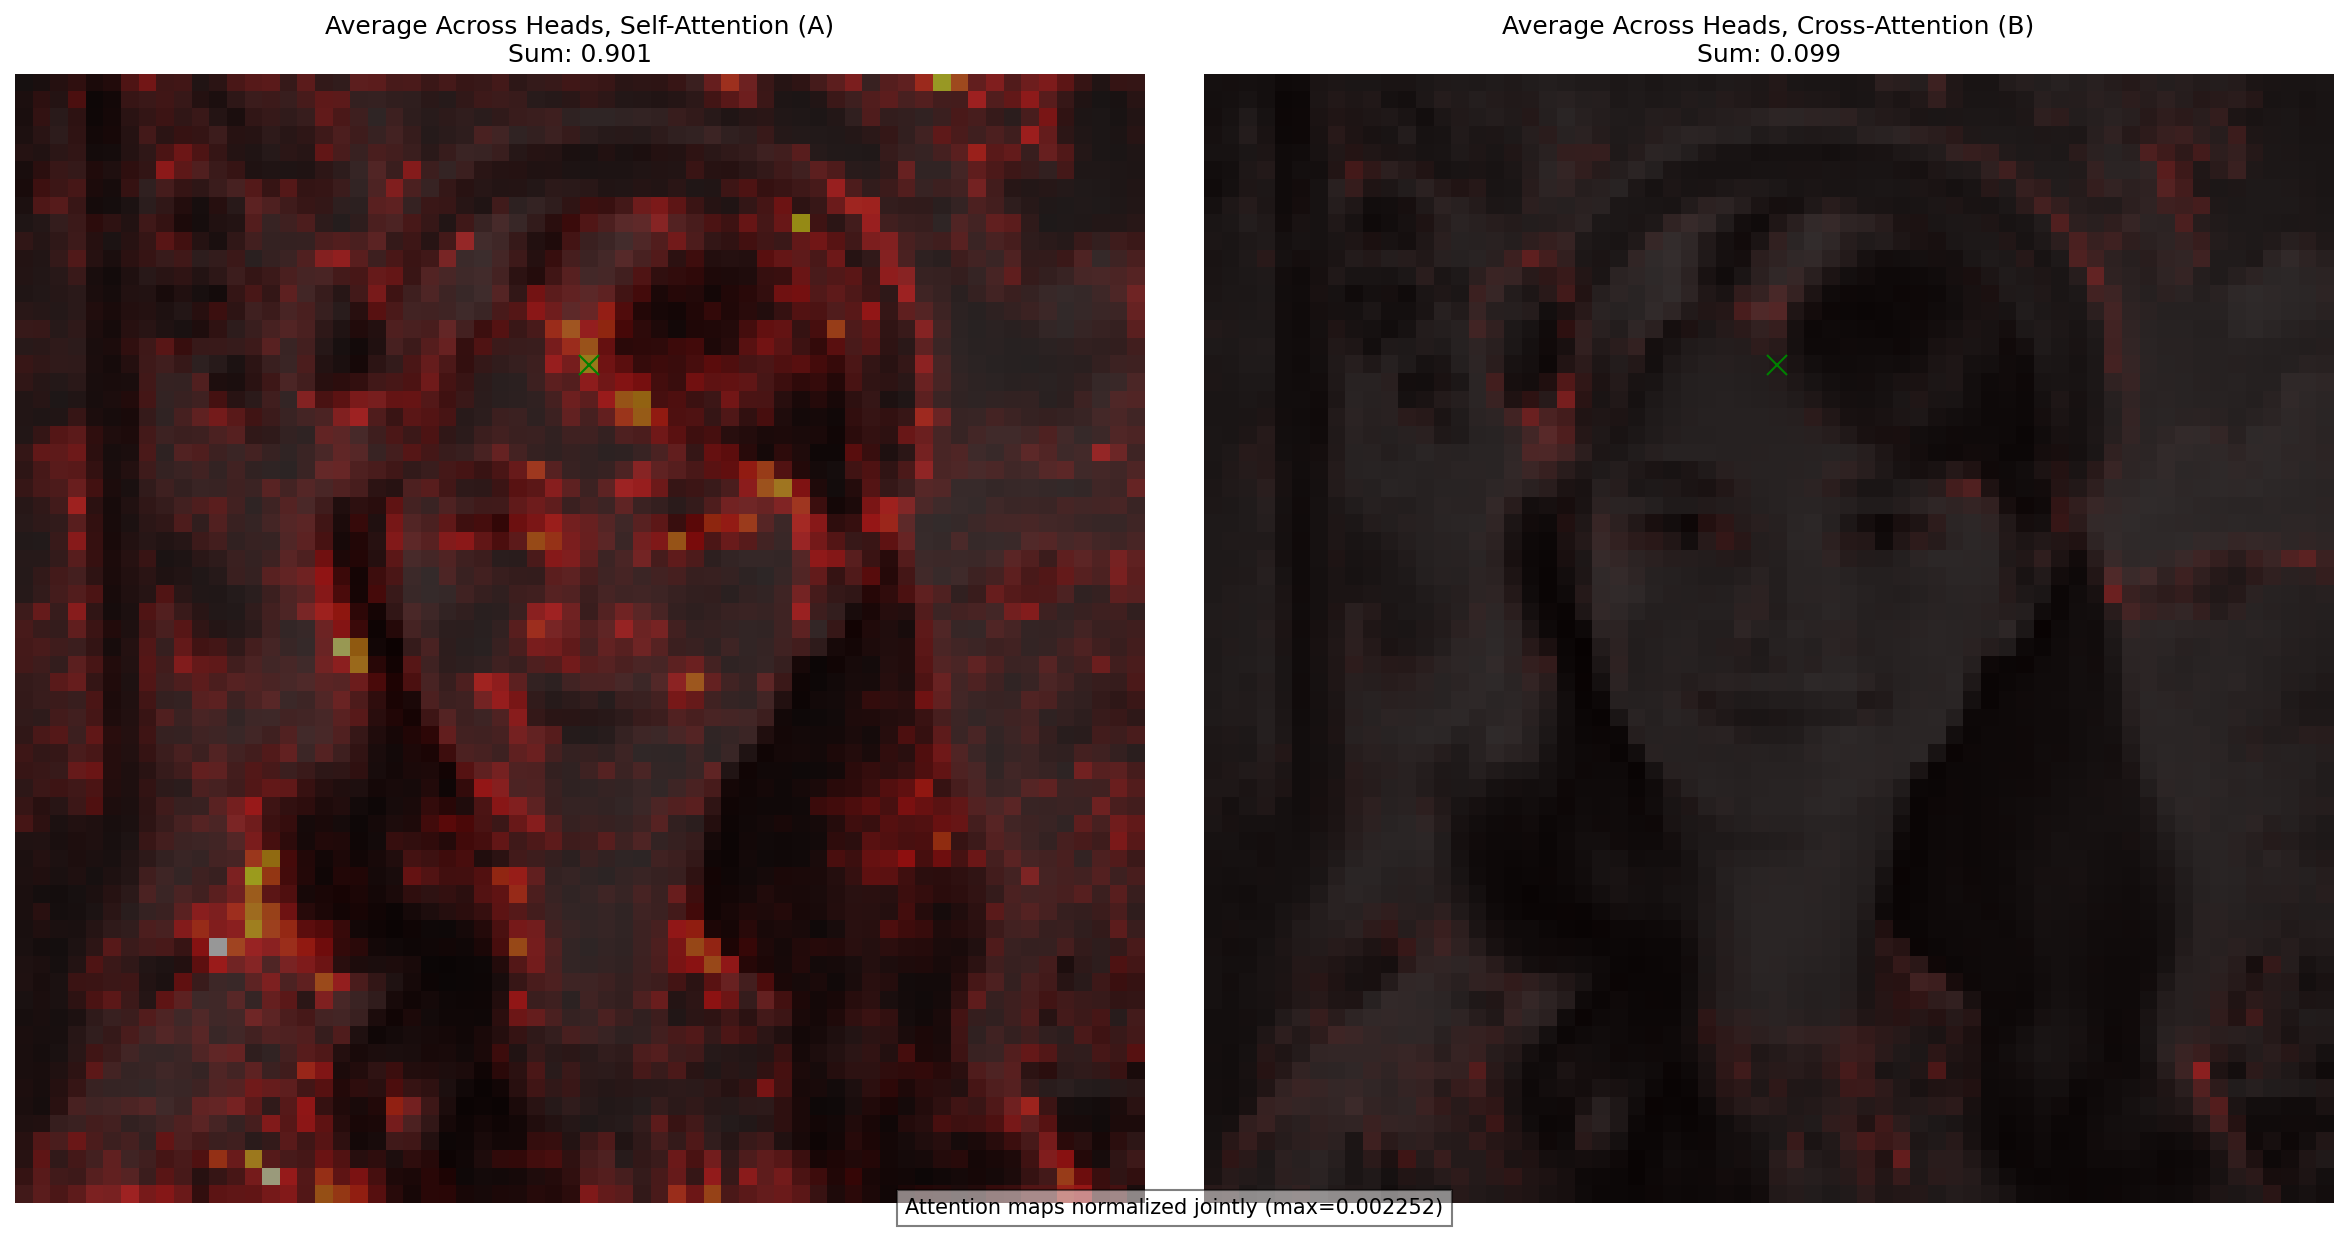 Average Across Heads, Self-Attention (A)
Sum: 0.901
Average Across Heads, Cross-Attention (B)
Sum: 0.099
Attention maps normalized jointly (max=0.002252)